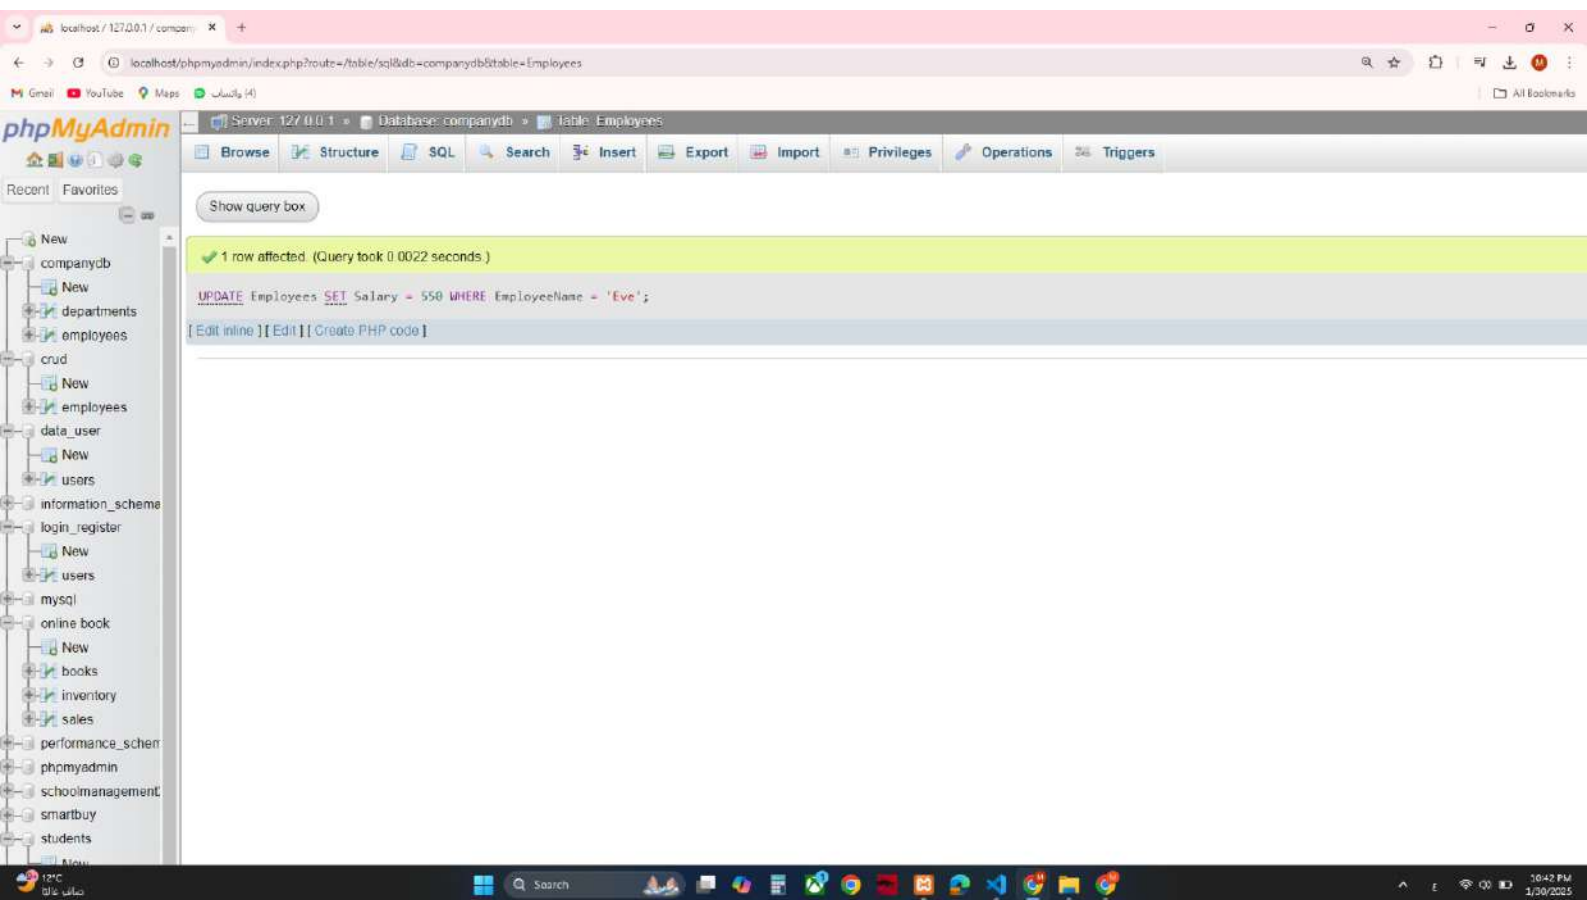 localhost / 127.0.0.1 / compan
localhost/phpmyadmin/index.php?route=/table/sql&db=companydb&table=Employees
M
Gmail YouTube Maps واتساب (4) All Bookmarks
phpMyAdmin
Server: 127.0.0.1 » Database: companydb » Table: Employees
Browse Structure SQL Search Insert Export Import Privileges Operations Triggers
Recent Favorites
Show query box
1 row affected. (Query took 0.0022 seconds.)
UPDATE Employees SET Salary = 550 WHERE EmployeeName = 'Eve';
[ Edit inline ] [ Edit ] [ Create PHP code ]
New
companydb
New
departments
employees
crud
New
employees
data_user
New
users
information_schema
login_register
New
users
mysql
online book
New
books
inventory
sales
performance_schem
phpmyadmin
schoolmanagement
smartbuy
students
New
12°C
صاف غالبًا
Search
ع
10:42 PM
1/30/2025